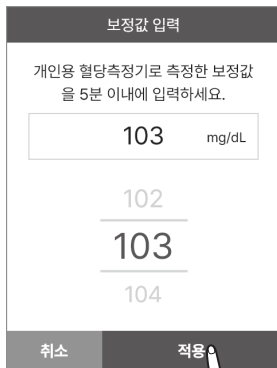 보정값 입력
개인용 혈당측정기로 측정한 보정값
을 5분 이내에 입력하세요.
103 mg/dL
102
103
104
취소 적용